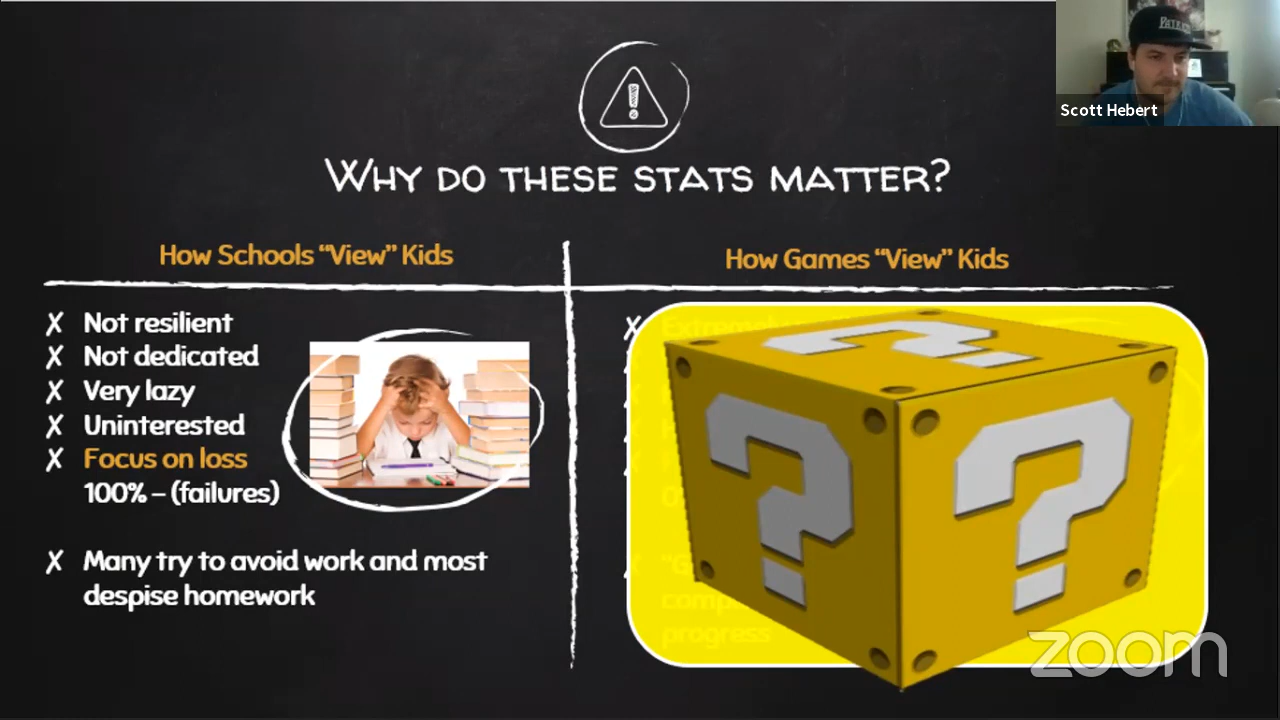 Scott Hebert
WHY DO THESE STATS MATTER?
How Schools “View” Kids
✗ Not resilient
✗ Not dedicated
✗ Very lazy
✗ Uninterested
✗ Focus on loss
100% – (failures)
✗ Many try to avoid work and most
despise homework
How Games “View” Kids
progress
zoom